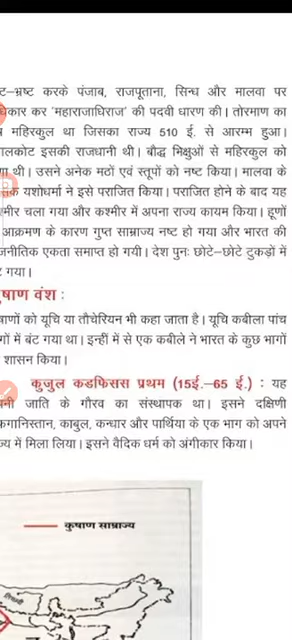 ट-भ्रष्ट करके पंजाब, राजपूताना, सिन्ध और मालवा पर
धिकार कर 'महाराजाधिराज' की पदवी धारण की। तोरमाण का
महिरकुल था जिसका राज्य 510 ई. से आरम्भ हुआ।
ालकोट इसकी राजधानी थी। बौद्ध भिक्षुओं से महिरकुल को
थी। उसने अनेक मठों एवं स्तूपों को नष्ट किया। मालवा के
यशोधर्मा ने इसे पराजित किया। पराजित होने के बाद यह
मीर चला गया और कश्मीर में अपना राज्य कायम किया। हूणों
आक्रमण के कारण गुप्त साम्राज्य नष्ट हो गया और भारत की
जनीतिक एकता समाप्त हो गयी। देश पुनः छोटे-छोटे टुकड़ों में
गया।
षाण वंश :
षाणों को यूचि या तौचेरियन भी कहा जाता है। यूचि कबीला पांच
गों में बंट गया था। इन्हीं में से एक कबीले ने भारत के कुछ भागों
शासन किया।
कुजुल कडफिसस प्रथम (15ई.–65 ई.) : यह
जाति के गौरव का संस्थापक था। इसने दक्षिणी
फगानिस्तान, काबुल, कन्धार और पार्थिया के एक भाग को अपने
ज्य में मिला लिया। इसने वैदिक धर्म को अंगीकार किया।
कुषाण साम्राज्य